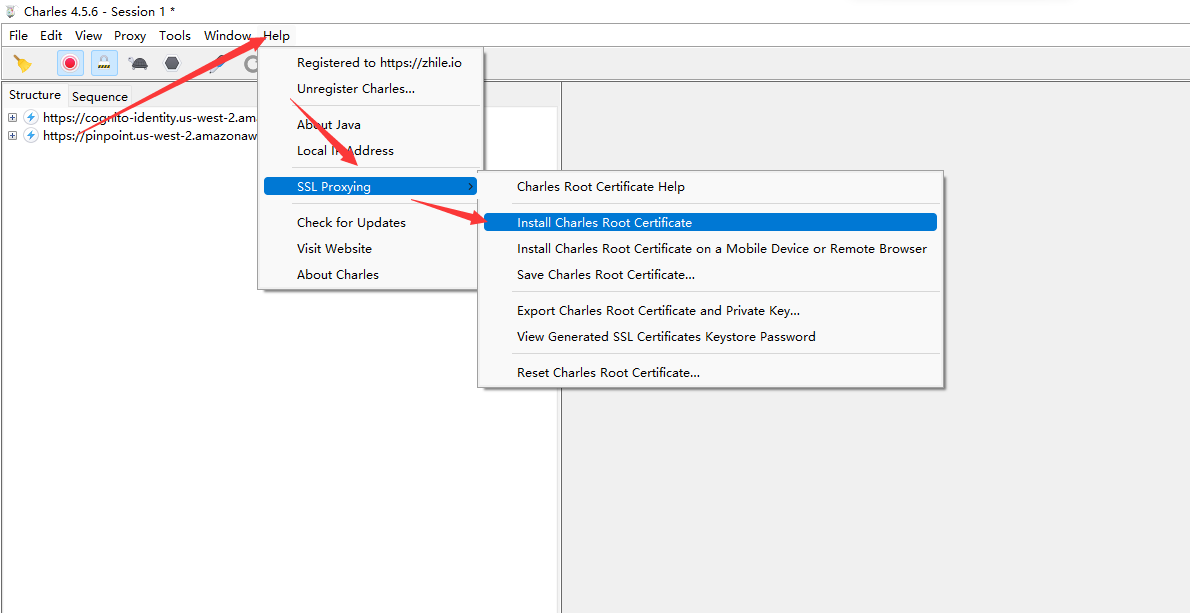 Charles 4.5.6 - Session 1 *
File Edit View Proxy Tools Window Help
Structure Sequence
https://cognito-identity.us-west-2.am
https://pinpoint.us-west-2.amazonaw
Registered to https://zhile.io
Unregister Charles...
About Java
Local IP Address
SSL Proxying
Check for Updates
Visit Website
About Charles
Charles Root Certificate Help
Install Charles Root Certificate
Install Charles Root Certificate on a Mobile Device or Remote Browser
Save Charles Root Certificate...
Export Charles Root Certificate and Private Key...
View Generated SSL Certificates Keystore Password
Reset Charles Root Certificate...